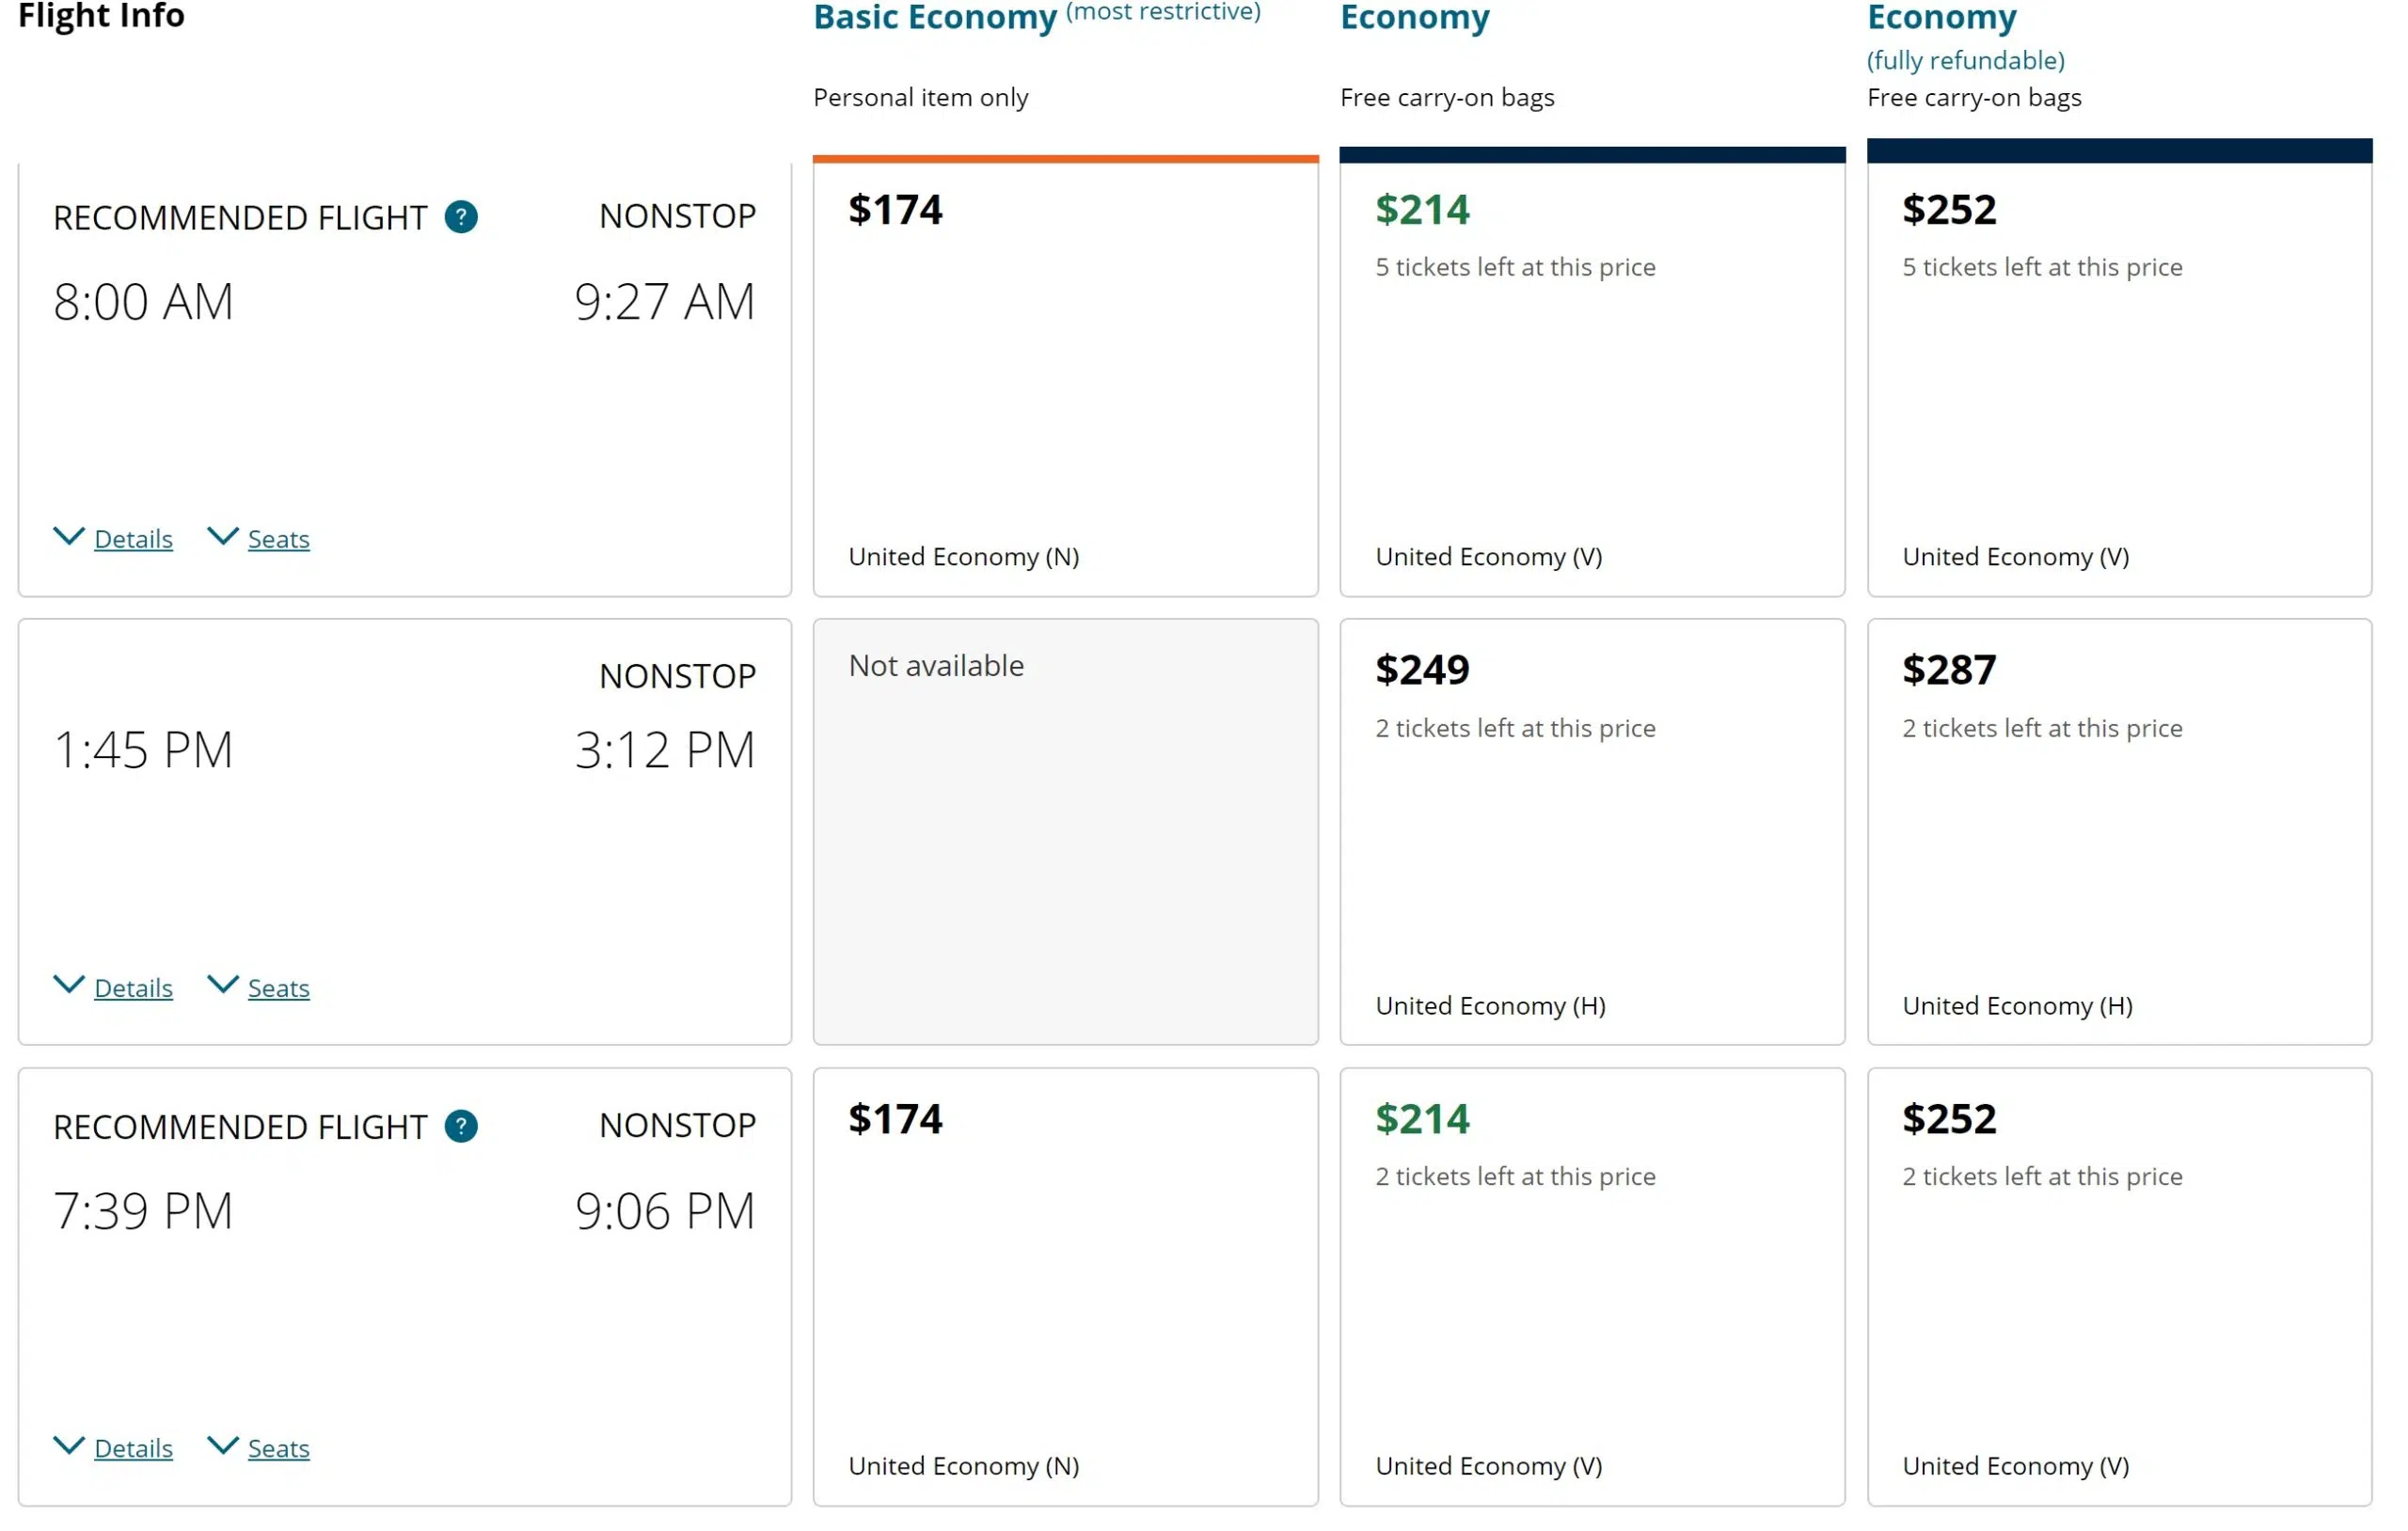 Flight Info
Basic Economy (most restrictive)
Personal item only
Economy
Free carry-on bags
Economy
(fully refundable)
Free carry-on bags
RECOMMENDED FLIGHT ? NONSTOP
8:00 AM 9:27 AM
Details Seats
$174
United Economy (N)
$214
5 tickets left at this price
United Economy (V)
$252
5 tickets left at this price
United Economy (V)
NONSTOP
1:45 PM 3:12 PM
Details Seats
Not available
$249
2 tickets left at this price
United Economy (H)
$287
2 tickets left at this price
United Economy (H)
RECOMMENDED FLIGHT ? NONSTOP
7:39 PM 9:06 PM
Details Seats
$174
United Economy (N)
$214
2 tickets left at this price
United Economy (V)
$252
2 tickets left at this price
United Economy (V)